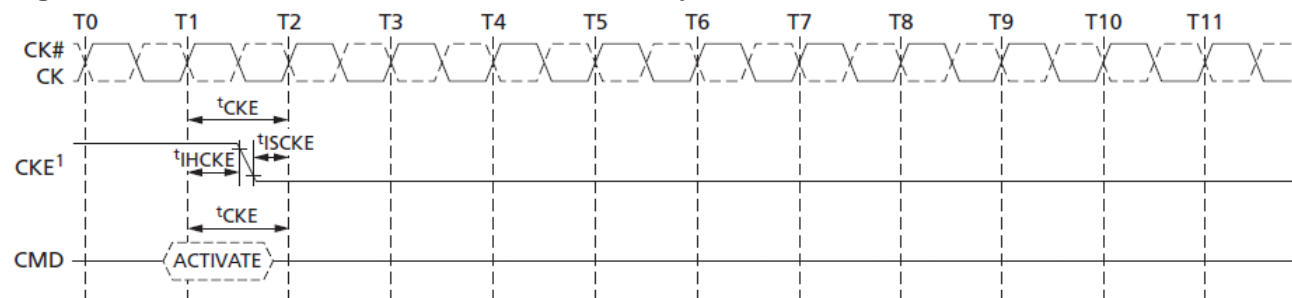 T0 T1 T2 T3 T4 T5 T6 T7 T8 T9 T10 T11
CK#
CK
tCKE
tISCKE
CKE1
tIHCKE
tCKE
CMD
ACTIVATE